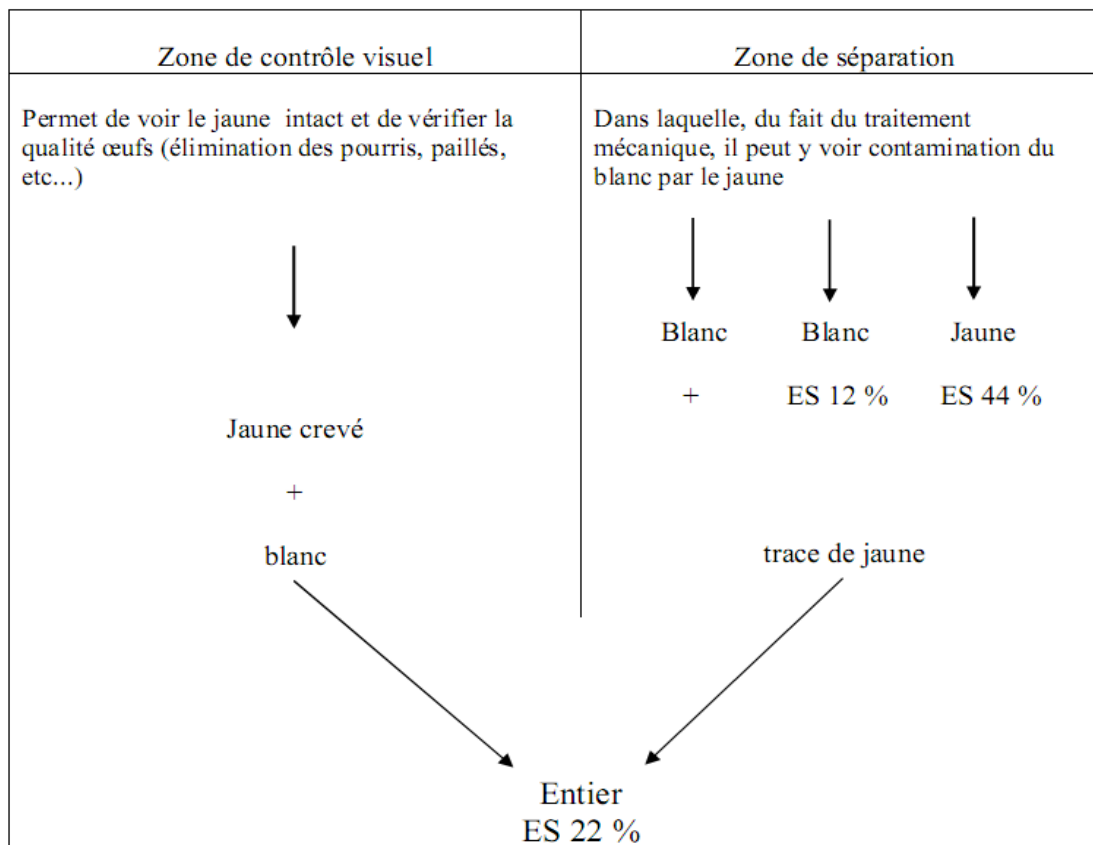 Zone de contrôle visuel
Zone de séparation
Permet de voir le jaune intact et de vérifier la
qualité œufs (élimination des pourris, paillés,
etc...)
Dans laquelle, du fait du traitement
mécanique, il peut y voir contamination du
blanc par le jaune
Blanc
Blanc
Jaune
+
ES 12 %
ES 44 %
Jaune crevé
+
blanc
trace de jaune
Entier
ES 22 %